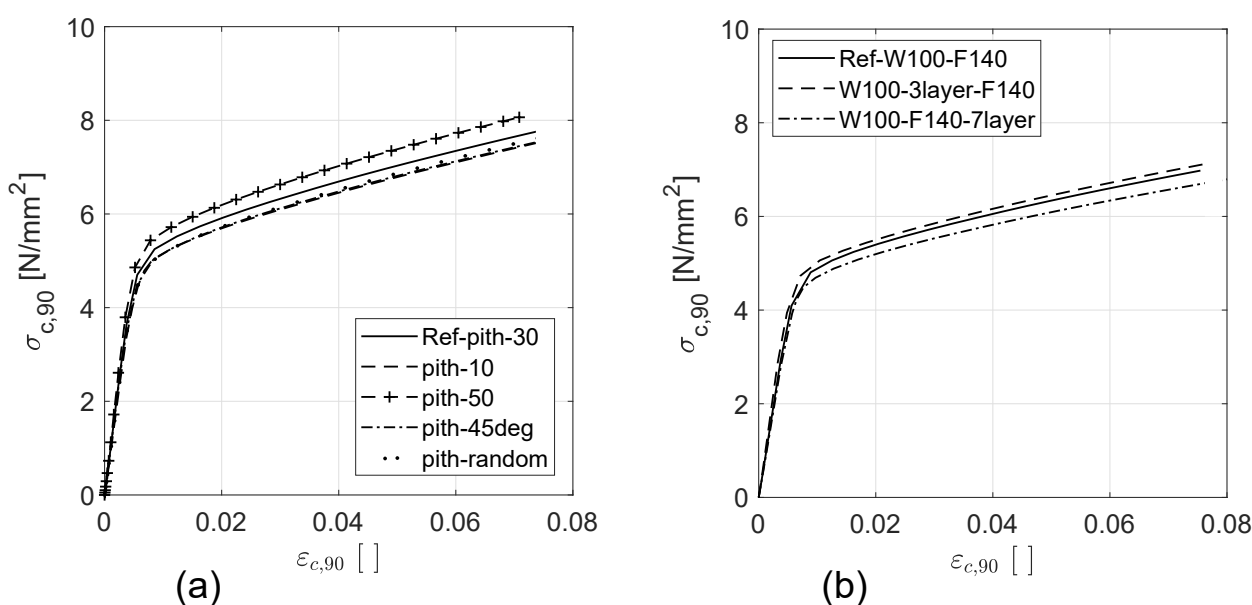 10
8
6
4
2
0
σc,90 [N/mm2]
Ref-pith-30
pith-10
pith-50
pith-45deg
pith-random
0
0.02
0.04
0.06
0.08
εc,90 [ ]
(a)
10
8
6
4
2
0
σc,90 [N/mm2]
Ref-W100-F140
W100-3layer-F140
W100-F140-7layer
0
0.02
0.04
0.06
0.08
εc,90 [ ]
(b)